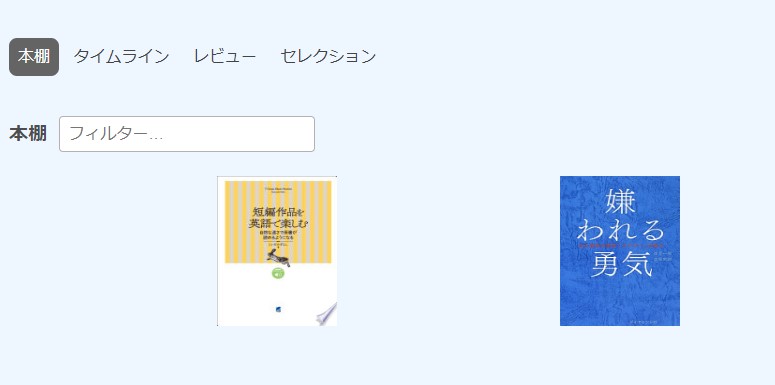 本棚 タイムライン レビュー セレクション
本棚 フィルター...
短編作品を
英語で楽しむ
嫌
われる
勇気